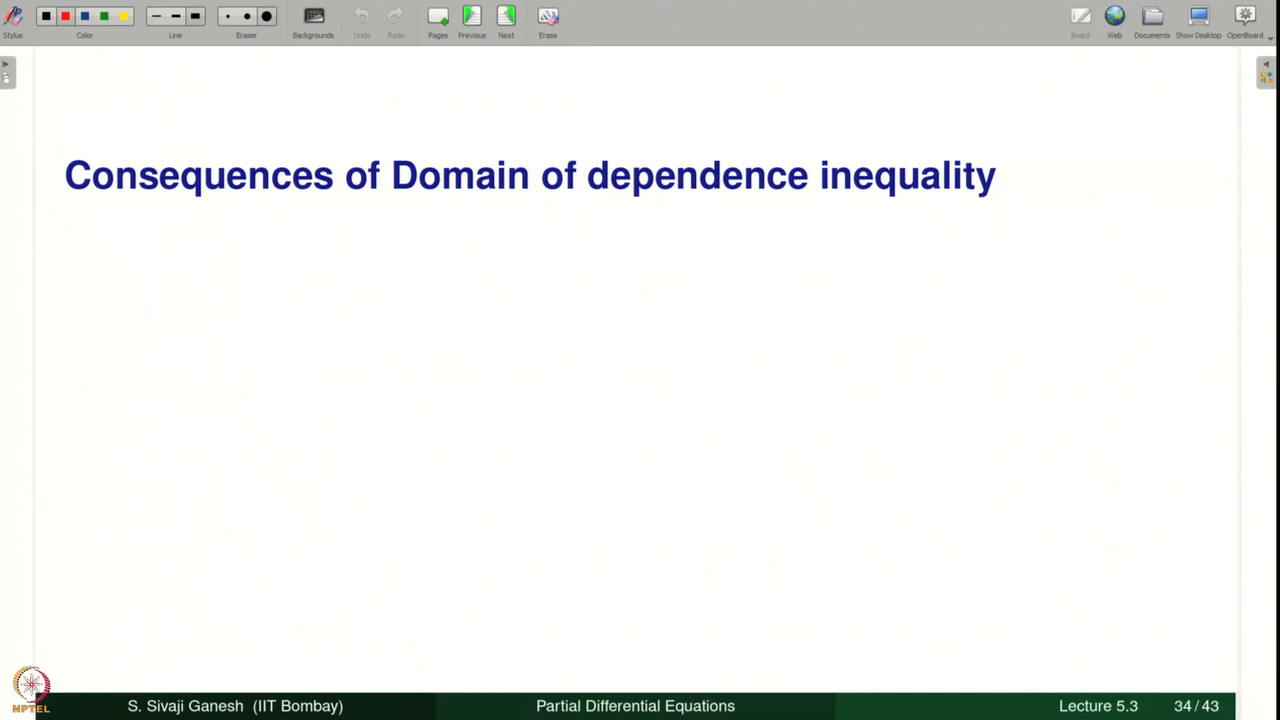 Stylus
Color
Line
Eraser
Backgrounds
Undo
Redo
Pages
Previous
Next
Erase
Board
Web
Documents
Show Desktop
OpenBoard
Consequences of Domain of dependence inequality
NPTEL
S. Sivaji Ganesh (IIT Bombay)
Partial Differential Equations
Lecture 5.3
34/43